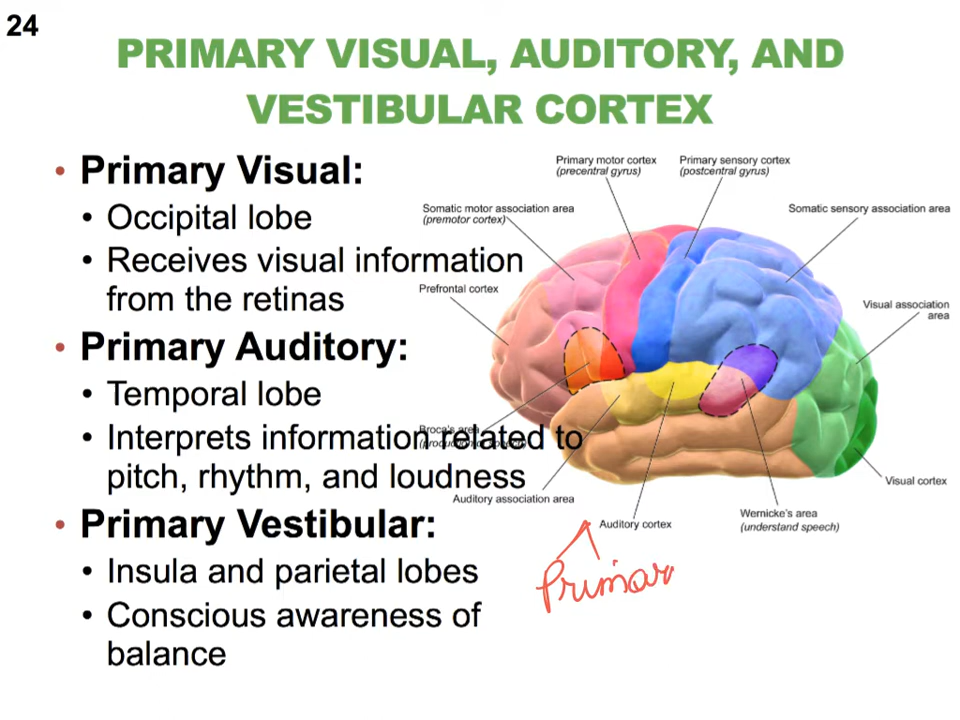 24
PRIMARY VISUAL, AUDITORY, AND
VESTIBULAR CORTEX
• Primary Visual:
• Occipital lobe
• Receives visual information
from the retinas
• Primary Auditory:
• Temporal lobe
• Interprets information related to
pitch, rhythm, and loudness
• Primary Vestibular:
• Insula and parietal lobes
• Conscious awareness of
balance
Primary motor cortex
(precentral gyrus)
Primary sensory cortex
(postcentral gyrus)
Somatic motor association area
(premotor cortex)
Somatic sensory association area
Prefrontal cortex
Visual association
area
Broca's area
Auditory association area
Auditory cortex
Wernicke's area
(understand speech)
Visual cortex
Primar